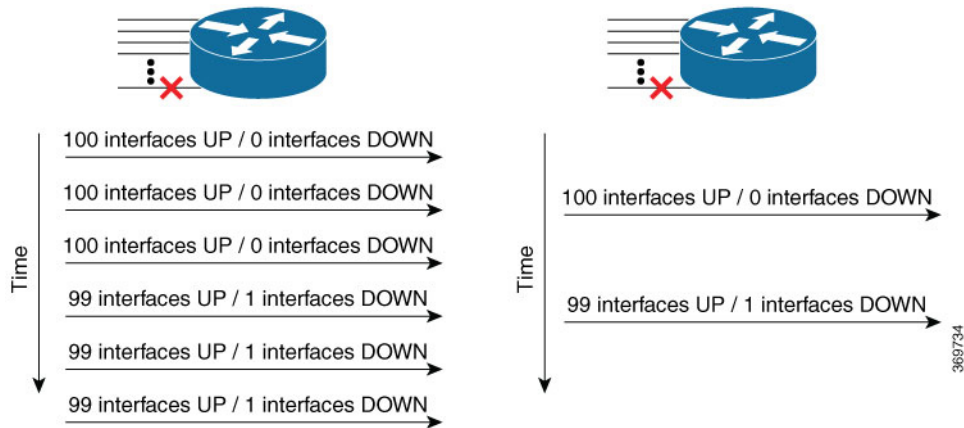 100 interfaces UP / 0 interfaces DOWN
100 interfaces UP / 0 interfaces DOWN
100 interfaces UP / 0 interfaces DOWN
99 interfaces UP / 1 interfaces DOWN
99 interfaces UP / 1 interfaces DOWN
99 interfaces UP / 1 interfaces DOWN
Time
100 interfaces UP / 0 interfaces DOWN
99 interfaces UP / 1 interfaces DOWN
Time
369734